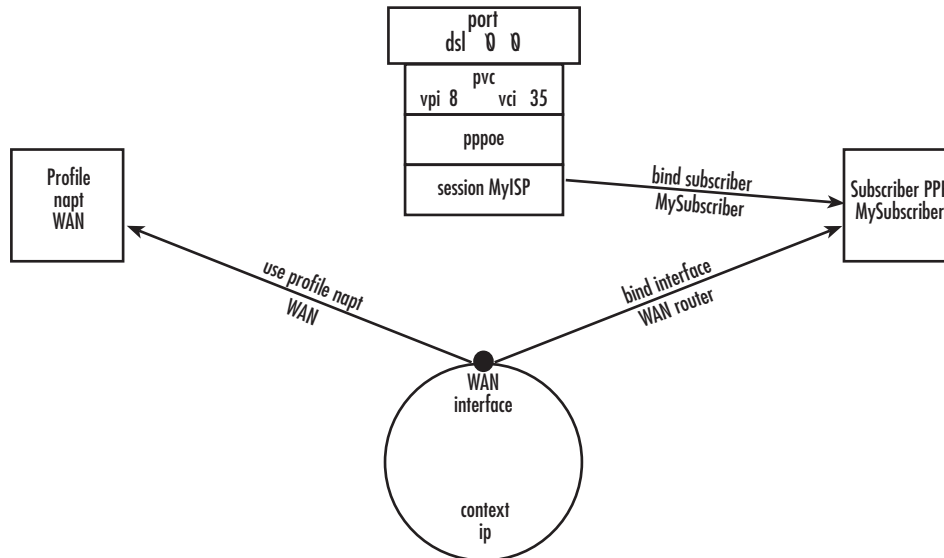 port
dsl 0 0
pvc
vpi 8 vci 35
pppoe
session MyISP
Profile
napt
WAN
bind subscriber
MySubscriber
Subscriber PPP
MySubscriber
use profile napt
WAN
bind interface
WAN router
WAN
interface
context
ip